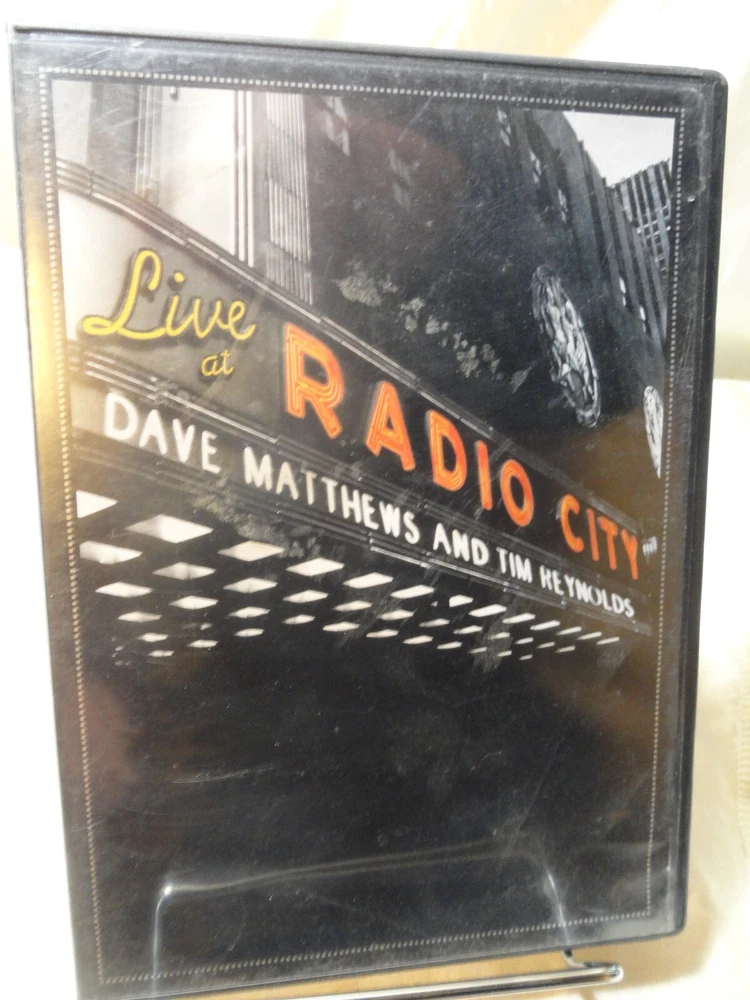 Live
at
RADIO CITY
DAVE MATTHEWS AND TIM REYNOLDS